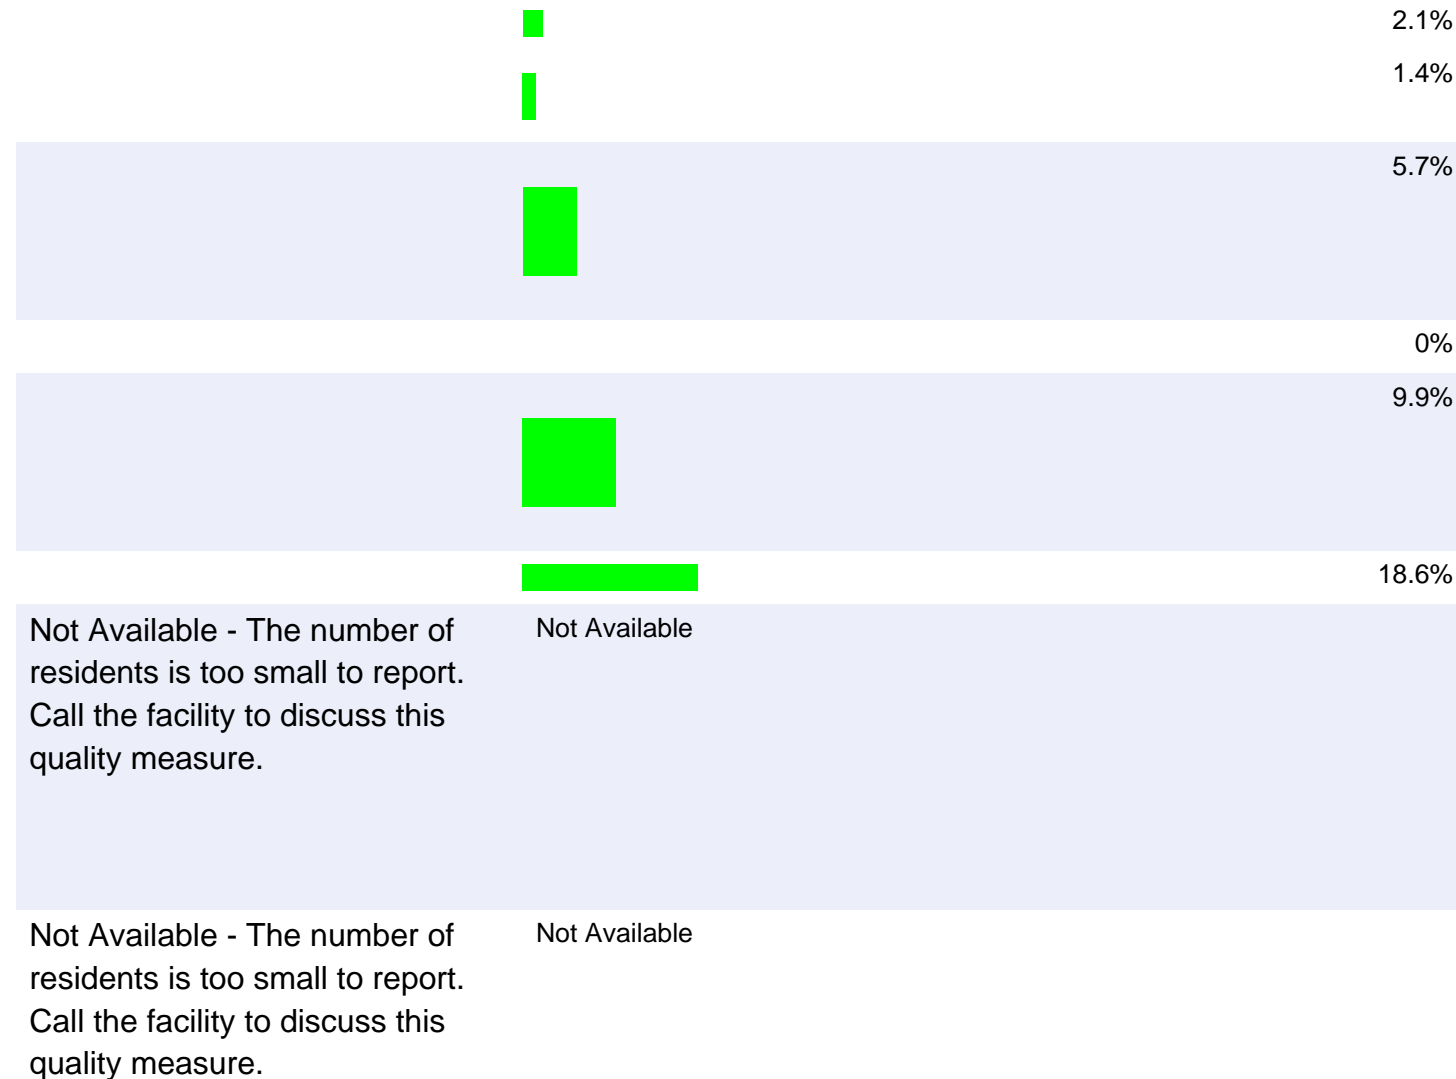 2.1%
1.4%
5.7%
0%
9.9%
18.6%
Not Available - The number of
residents is too small to report.
Call the facility to discuss this
quality measure.
Not Available
Not Available - The number of
residents is too small to report.
Call the facility to discuss this
quality measure.
Not Available